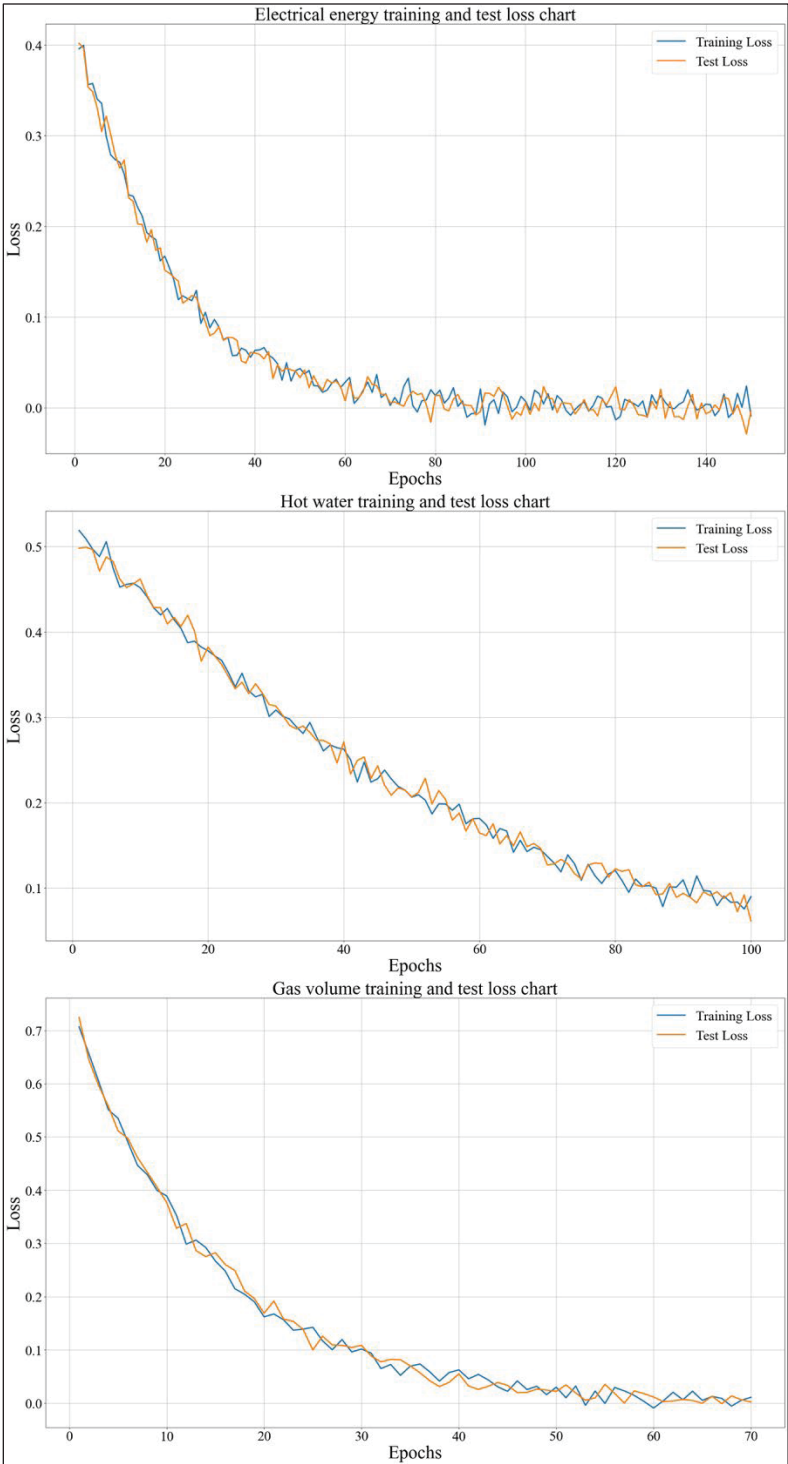 Electrical energy training and test loss chart
Training Loss
Test Loss
0.4
0.3
0.2
0.1
0.0
Loss
0 20 40 60 80 100 120 140
Epochs
Hot water training and test loss chart
Training Loss
Test Loss
0.5
0.4
0.3
0.2
0.1
Loss
0 20 40 60 80 100
Epochs
Gas volume training and test loss chart
Training Loss
Test Loss
0.7
0.6
0.5
0.4
0.3
0.2
0.1
0.0
Loss
0 10 20 30 40 50 60 70
Epochs